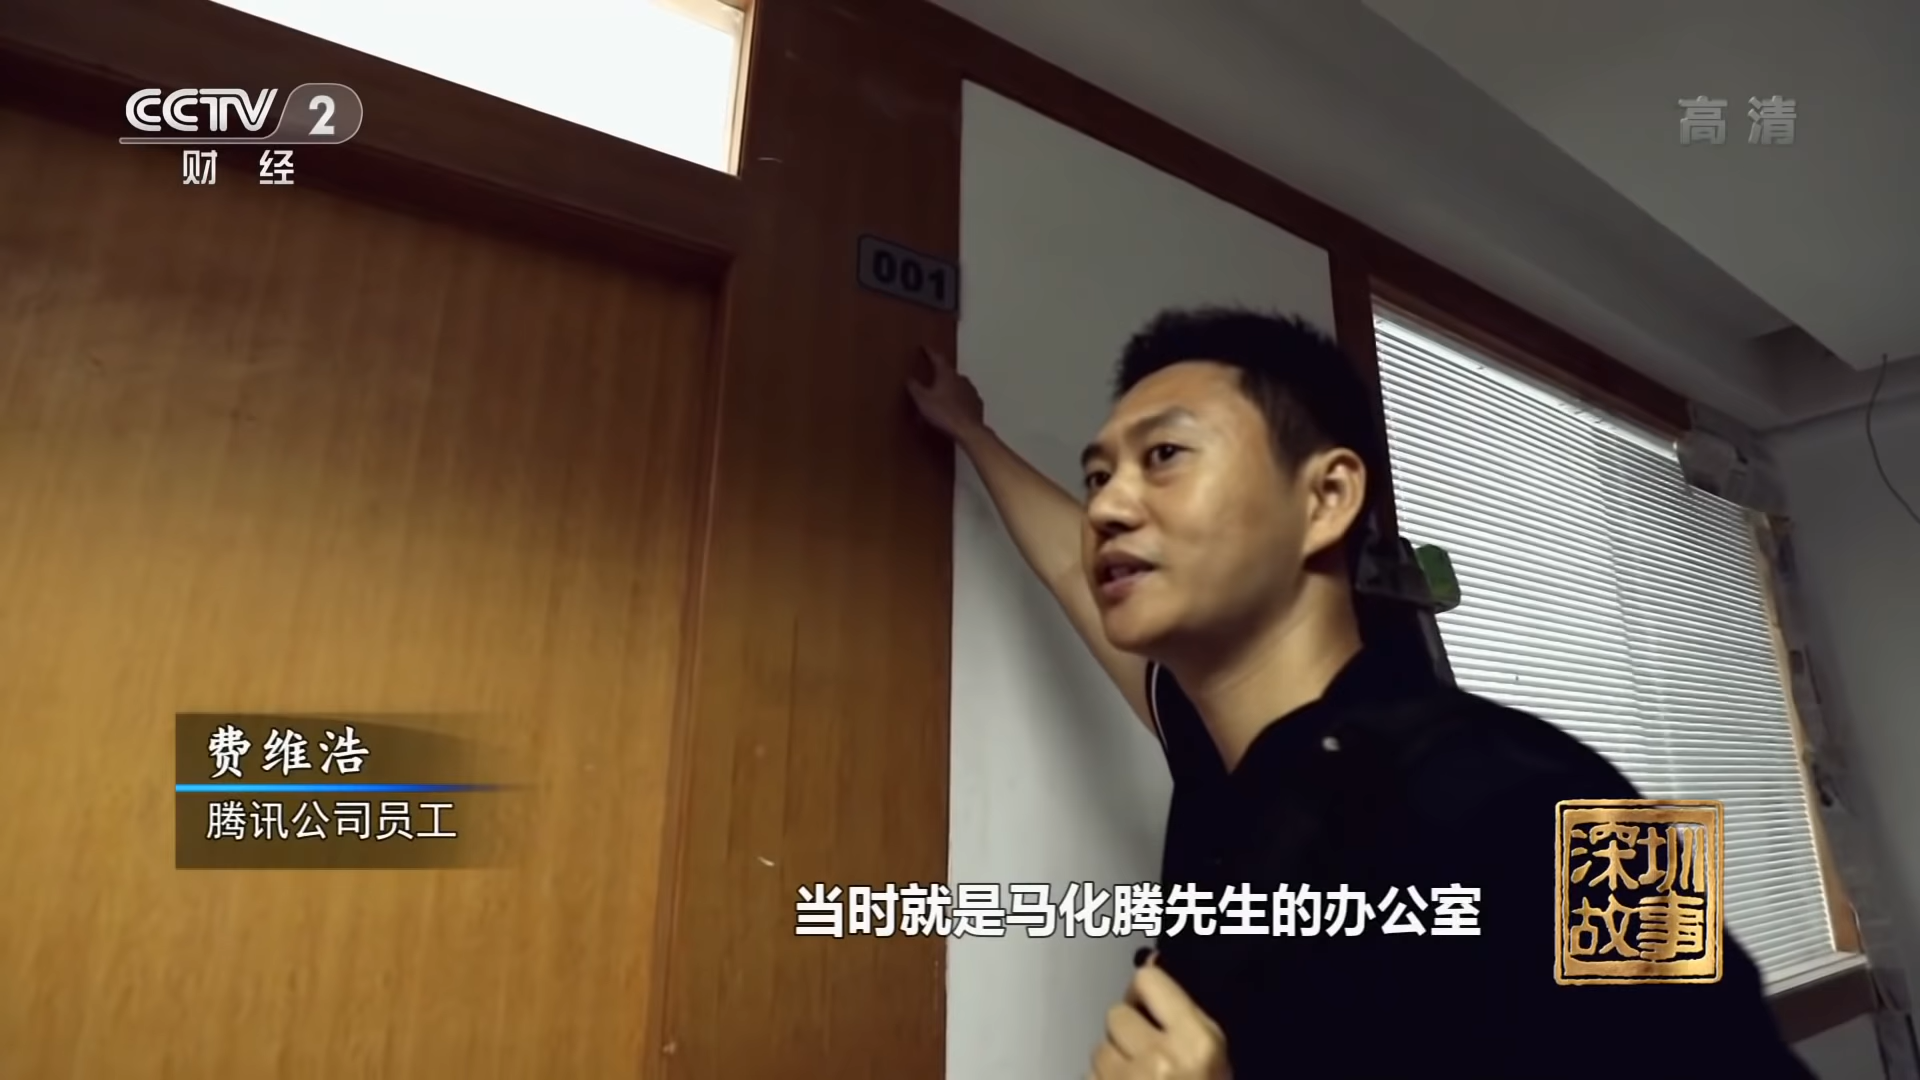 CCTV 2
财 经
高 清
001
费维浩
腾讯公司员工
当时就是马化腾先生的办公室
深圳
故事